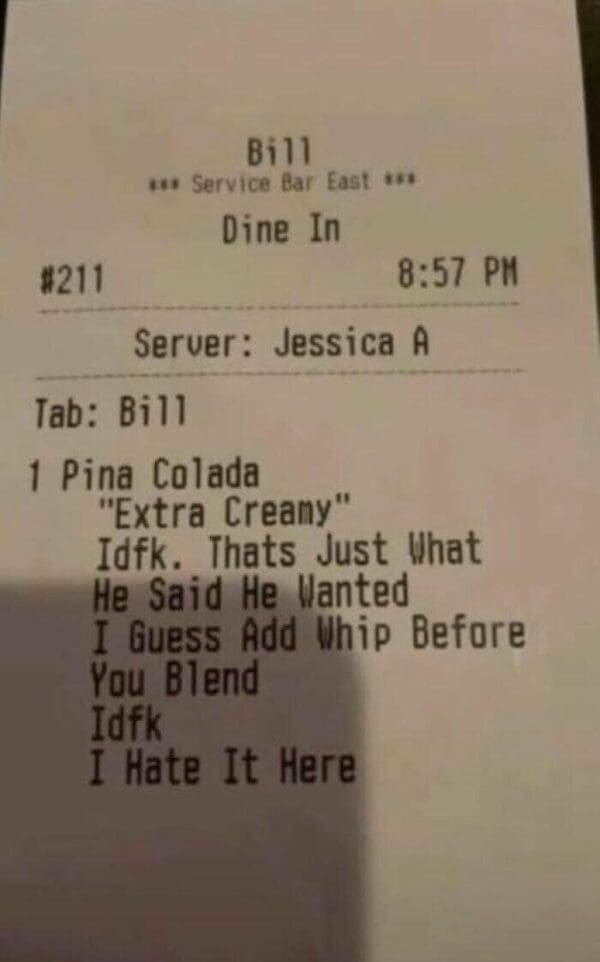 Bill
*** Service Bar East ***
Dine In
#211 8:57 PM
Server: Jessica A
Tab: Bill
1 Pina Colada
"Extra Creamy"
Idfk. Thats Just What
He Said He Wanted
I Guess Add Whip Before
You Blend
Idfk
I Hate It Here